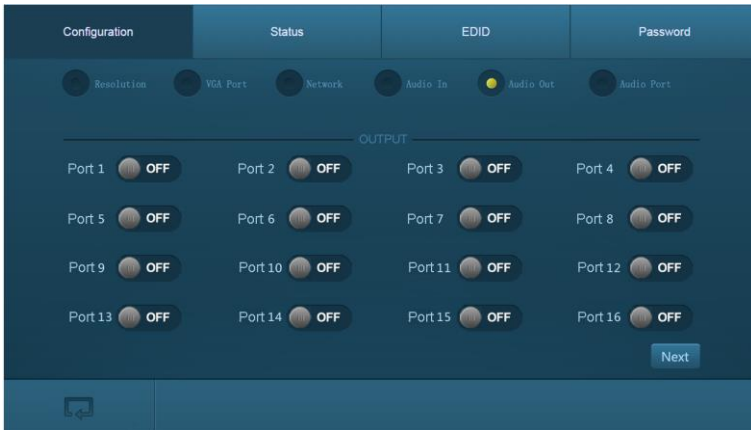 Configuration Status EDID Password
Resolution VGA Port Network Audio In Audio Out Audio Port
OUTPUT
Port 1 OFF Port 2 OFF Port 3 OFF Port 4 OFF
Port 5 OFF Port 6 OFF Port 7 OFF Port 8 OFF
Port 9 OFF Port 10 OFF Port 11 OFF Port 12 OFF
Port 13 OFF Port 14 OFF Port 15 OFF Port 16 OFF
Next